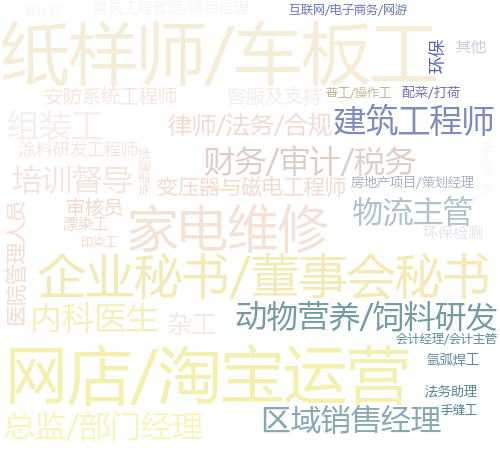 建筑工程管理/项目经理
互联网/电子商务/网游
纸样师/车板工
环保
其他
安防系统工程师
客服及支持
普工/操作工
配菜/打荷
组装工
律师/法务/合规
建筑工程师
涂料研发工程师
财务/审计/税务
培训督导
变压器与磁电工程师
房地产项目/策划经理
SEO/SEM
审核员
漂染工
印染工
家电维修
物流主管
环保检测
医院管理人员
企业秘书/董事会秘书
内科医生
杂工
动物营养/饲料研发
会计经理/会计主管
氩弧焊工
网店/淘宝运营
法务助理
手缝工
总监/部门经理
区域销售经理